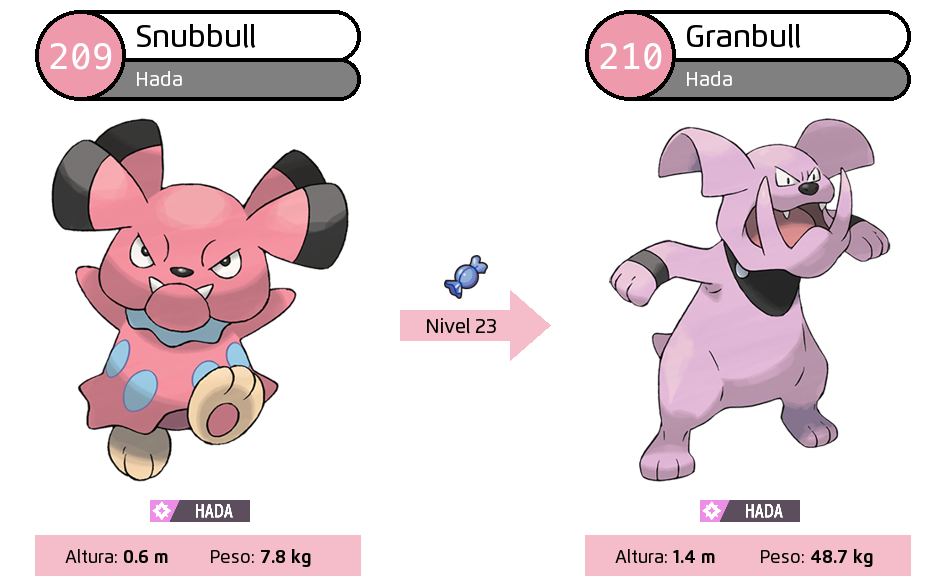 209
Snubbull
Hada
210
Granbull
Hada
Nivel 23
HADA
HADA
Altura: 0.6 m Peso: 7.8 kg
Altura: 1.4 m Peso: 48.7 kg